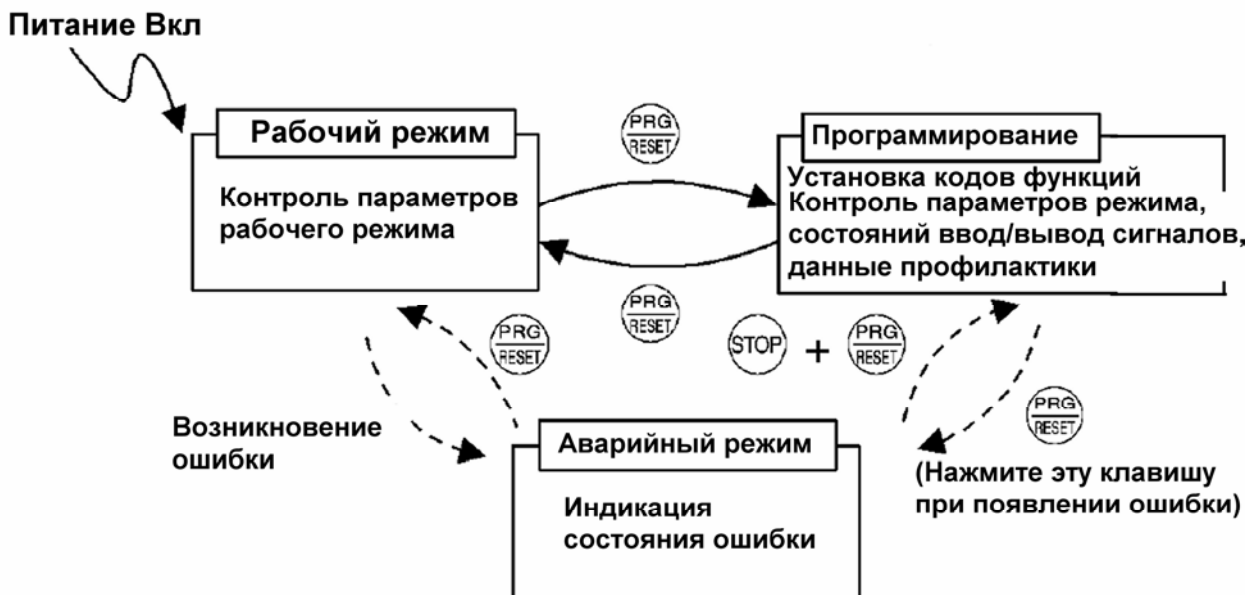 Питание Вкл
Рабочий режим
Контроль параметров
рабочего режима
PRG
RESET
PRG
RESET
Программирование
Установка кодов функций
Контроль параметров режима,
состояний ввод/вывод сигналов,
данные профилактики
PRG
RESET
STOP + PRG
RESET
PRG
RESET
Возникновение
ошибки
Аварийный режим
Индикация
состояния ошибки
(Нажмите эту клавишу
при появлении ошибки)